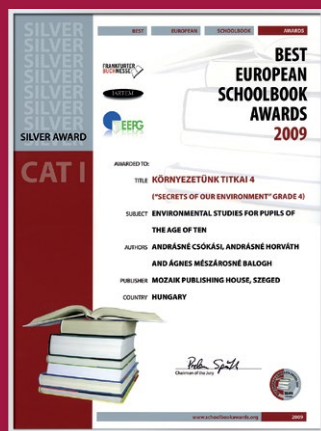 SILVER
SILVER
SILVER
SILVER
SILVER
SILVER
SILVER
SILVER AWARD
CAT I
BEST EUROPEAN SCHOOLBOOK AWARDS
FRANKFURTER
BUCHMESSE
IARTEM
EEPG
BEST
EUROPEAN
SCHOOLBOOK
AWARDS
2009
AWARDED TO:
TITLE KÖRNYEZETÜNK TITKAI 4
("SECRETS OF OUR ENVIRONMENT" GRADE 4)
SUBJECT ENVIRONMENTAL STUDIES FOR PUPILS OF
THE AGE OF TEN
AUTHORS ANDRÁSNÉ CSÓKÁSI, ANDRÁSNÉ HORVÁTH
AND ÁGNES MÉSZÁROSNÉ BALOGH
PUBLISHER MOZAIK PUBLISHING HOUSE, SZEGED
COUNTRY HUNGARY
Chairman of the Jury
www.schoolbookawards.org 2009